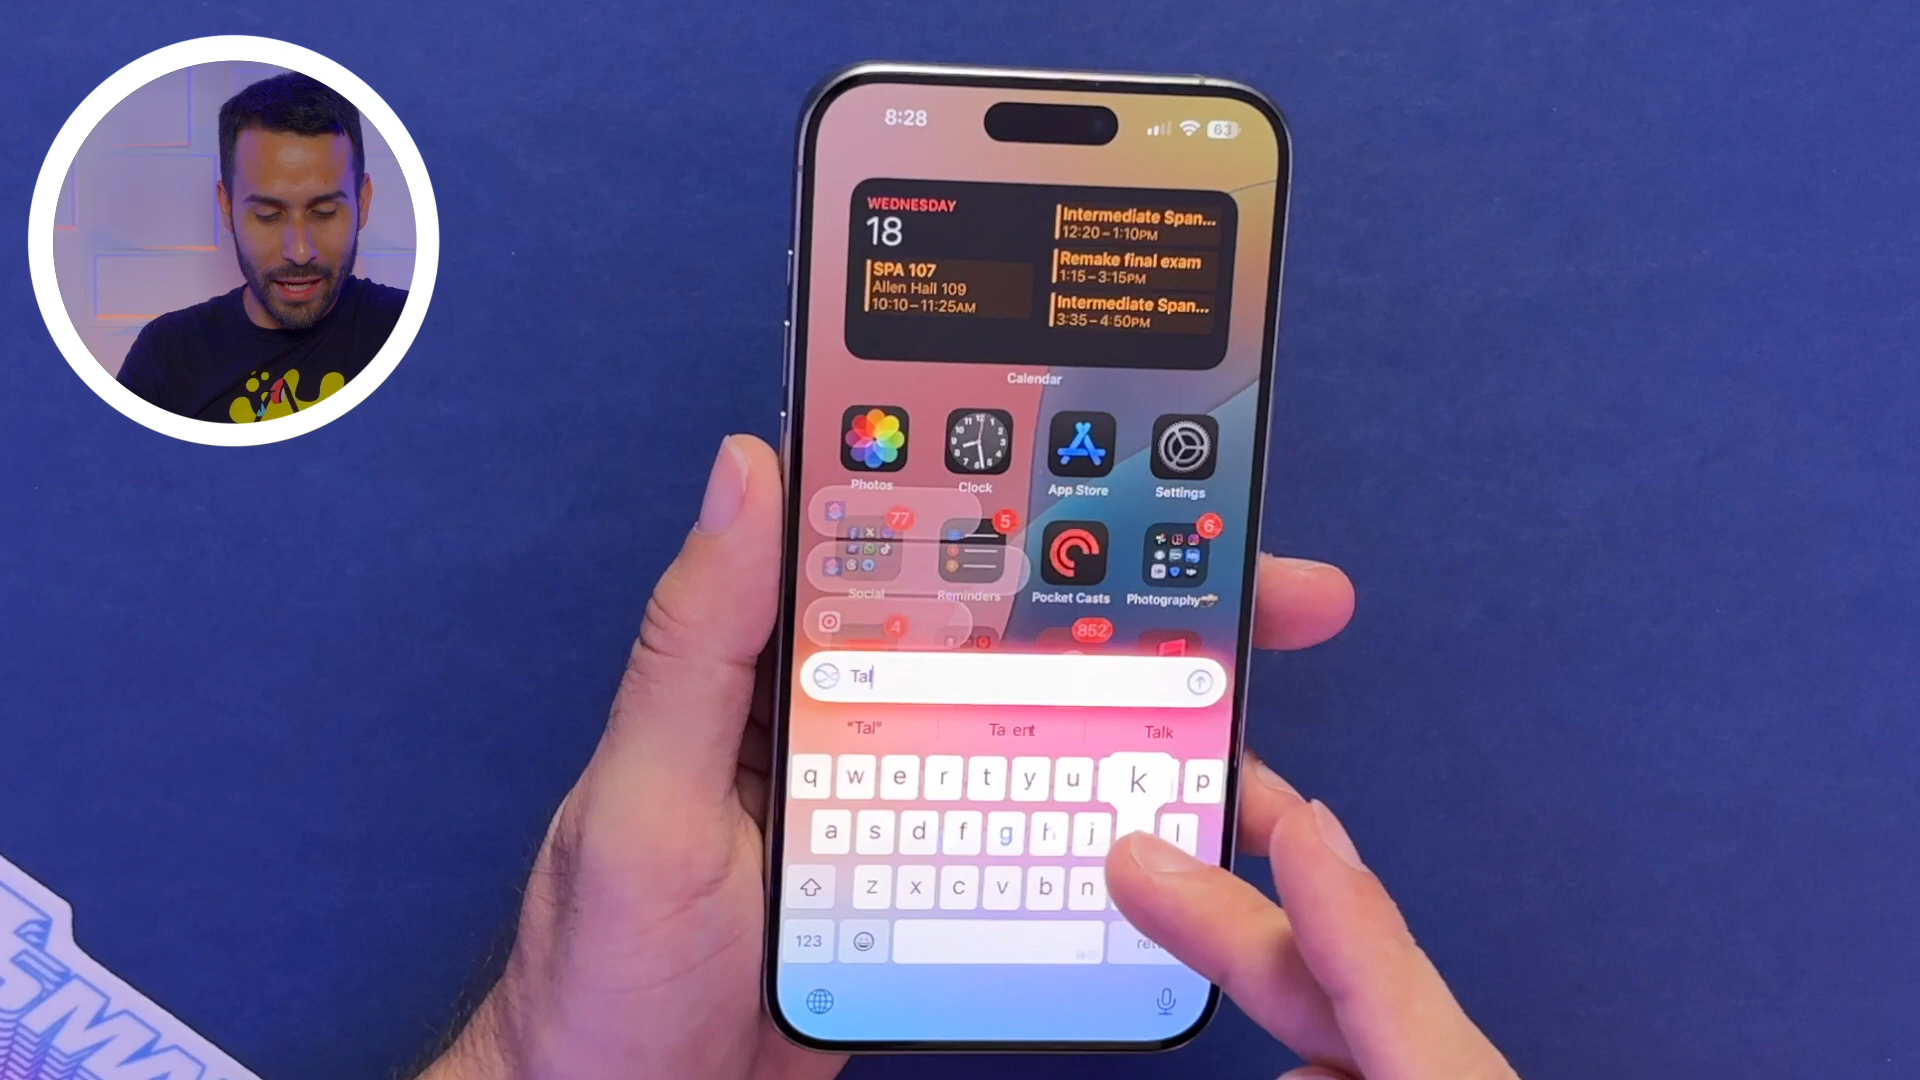 8:28
63
WEDNESDAY
18
SPA 107
Allen Hall 109
10:10–11:25AM
Intermediate Span...
12:20–1:10PM
Remake final exam
1:15–3:15PM
Intermediate Span...
3:35–4:50PM
Calendar
Photos Clock App Store Settings
77 5 6
Social Reminders Pocket Casts Photography
4 852
Tal
“Tal” Ta ent Talk
q w e r t y u k p
a s d f g h j l
z x c v b n
123